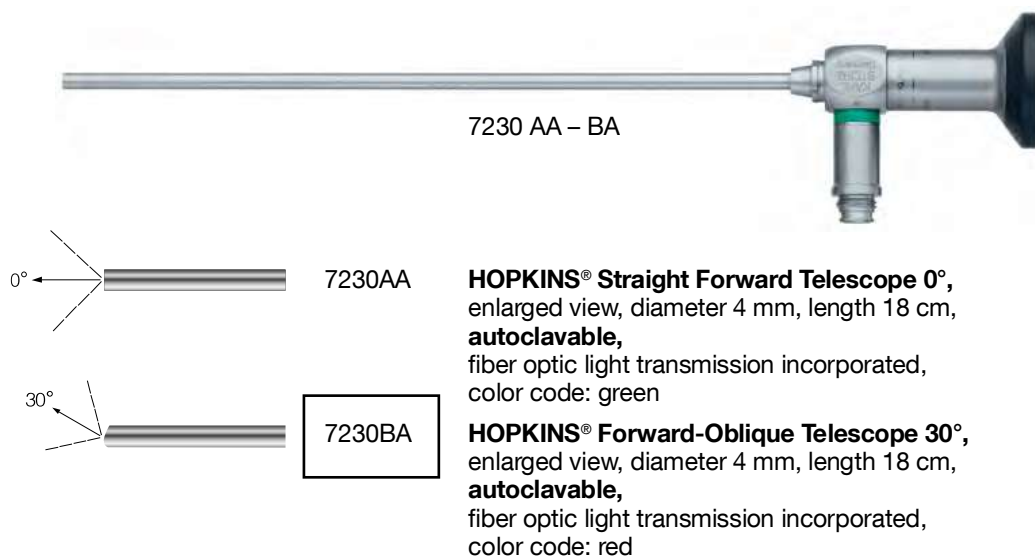 7230 AA – BA
0°
7230AA
HOPKINS® Straight Forward Telescope 0°,
enlarged view, diameter 4 mm, length 18 cm,
autoclavable,
fiber optic light transmission incorporated,
color code: green
30°
7230BA
HOPKINS® Forward-Oblique Telescope 30°,
enlarged view, diameter 4 mm, length 18 cm,
autoclavable,
fiber optic light transmission incorporated,
color code: red